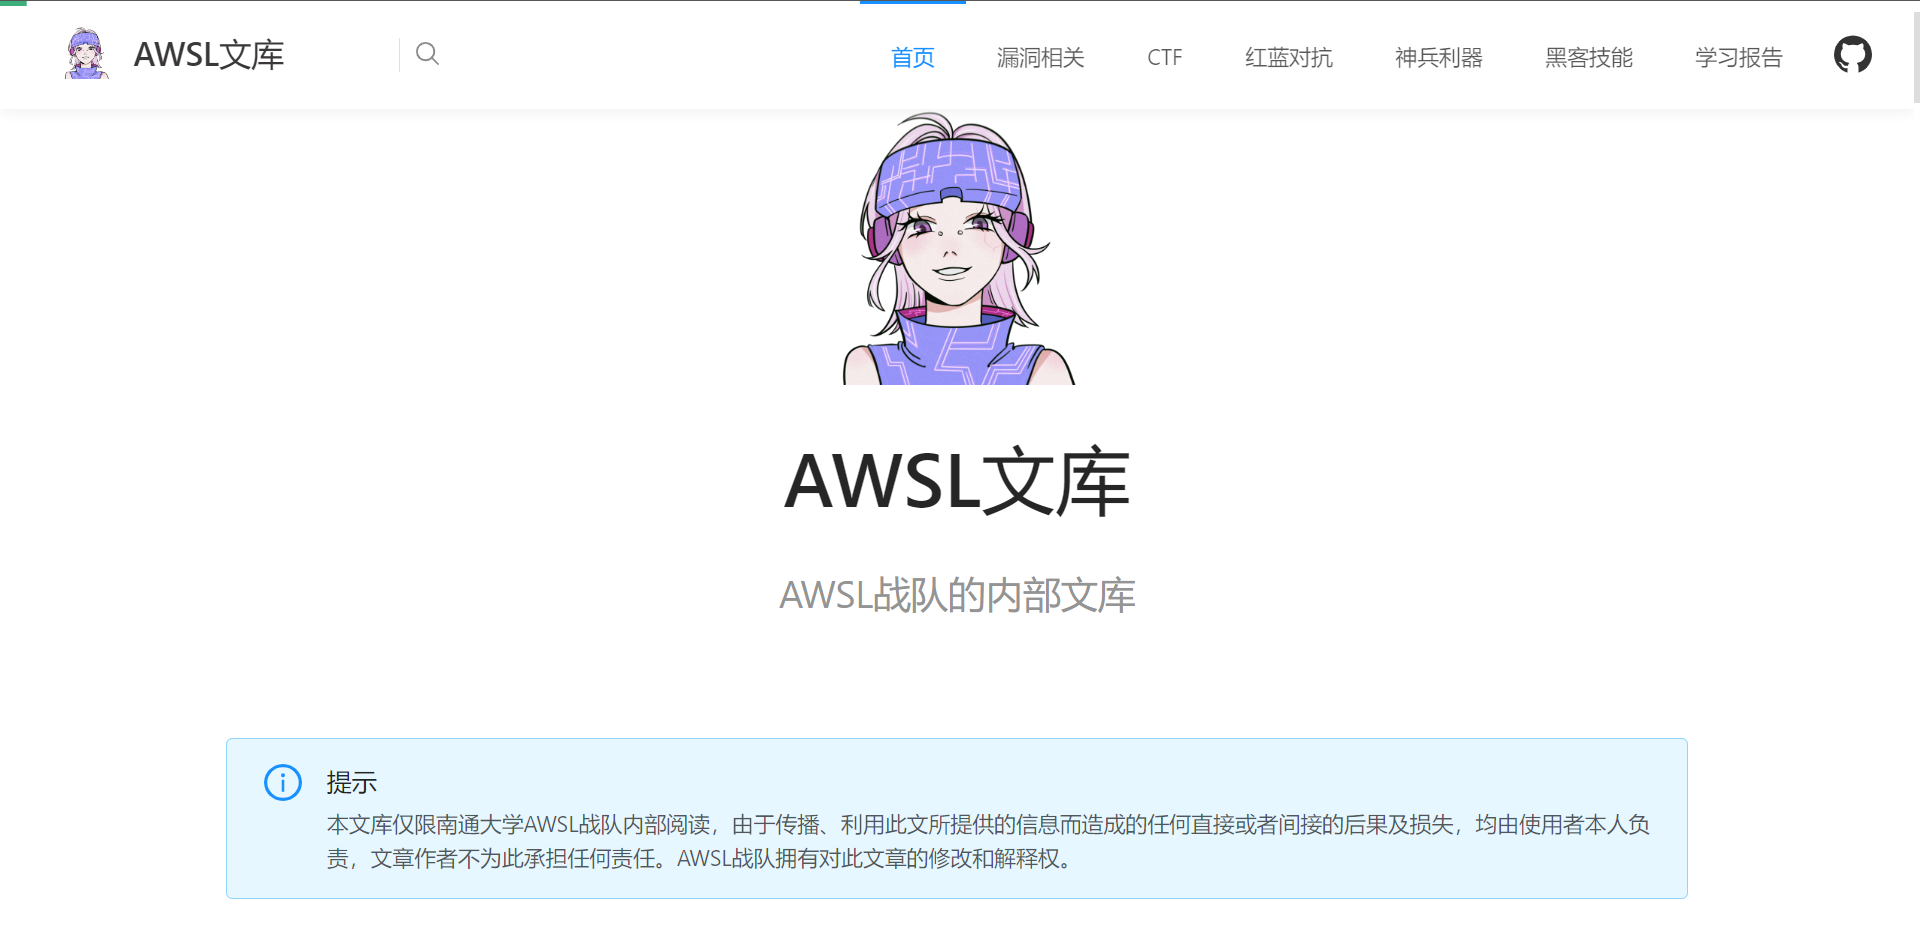 AWSL文库
首页 漏洞相关 CTF 红蓝对抗 神兵利器 黑客技能 学习报告
AWSL文库
AWSL战队的内部文库
提示
本文库仅限南通大学AWSL战队内部阅读，由于传播、利用此文所提供的信息而造成的任何直接或者间接的后果及损失，均由使用者本人负
责，文章作者不为此承担任何责任。AWSL战队拥有对此文章的修改和解释权。